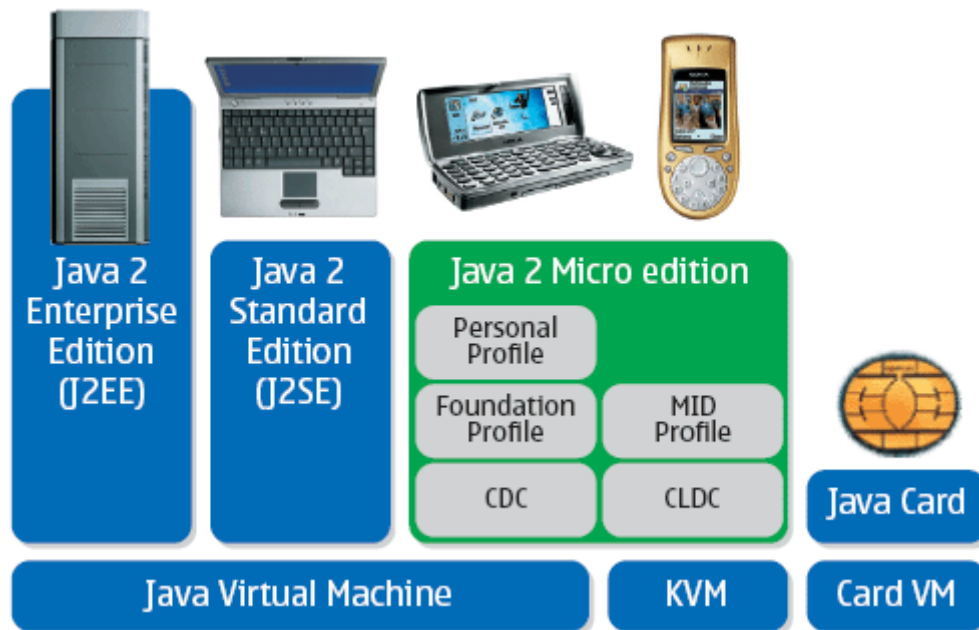 Java 2
Enterprise
Edition
(J2EE)
Java 2
Standard
Edition
(J2SE)
Java 2 Micro edition
Personal
Profile
Foundation
Profile
MID
Profile
CDC
CLDC
Java Card
Java Virtual Machine
KVM
Card VM